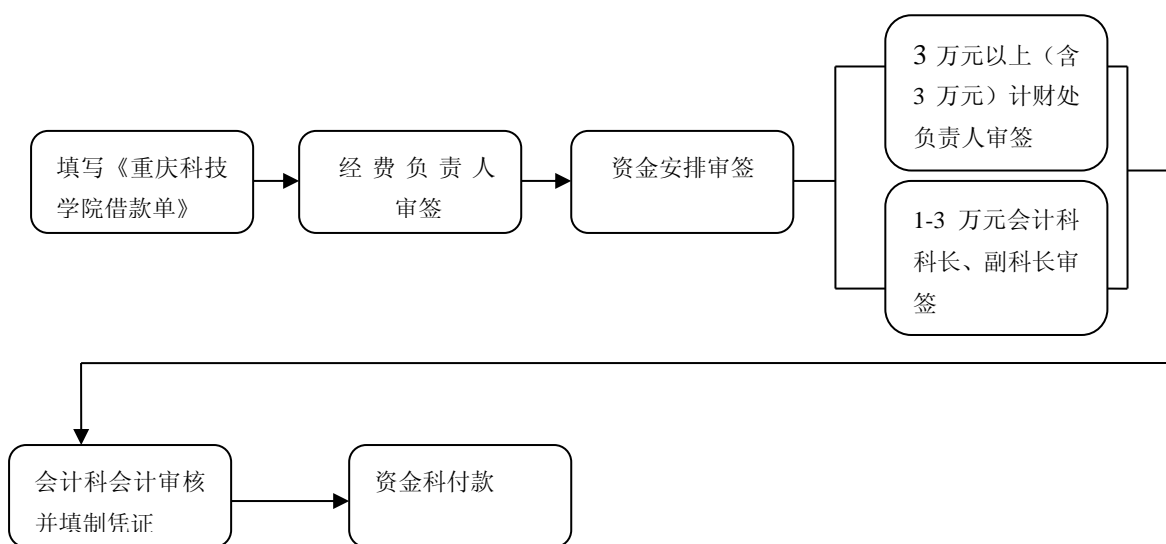 填写《重庆科技
学院借款单》
经费负责人
审签
资金安排审签
3 万元以上（含
3 万元）计财处
负责人审签
1-3 万元会计科
科长、副科长审
签
会计科会计审核
并填制凭证
资金科付款